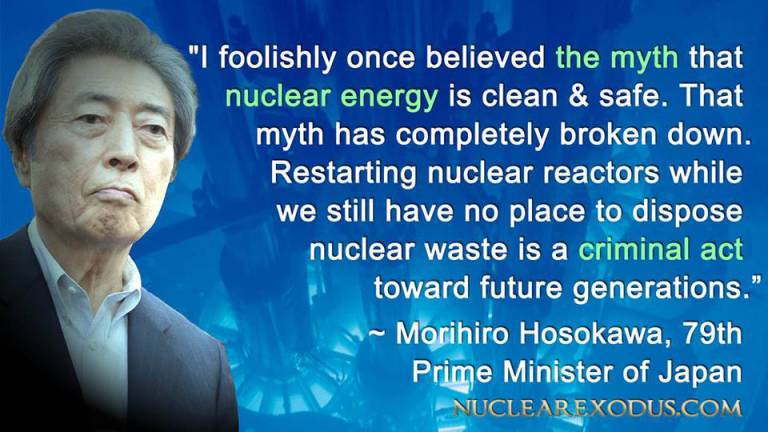 "I foolishly once believed the myth that
nuclear energy is clean & safe. That
myth has completely broken down.
Restarting nuclear reactors while
we still have no place to dispose
nuclear waste is a criminal act
toward future generations.”
~ Morihiro Hosokawa, 79th
Prime Minister of Japan
NUCLEAREXODUS.COM